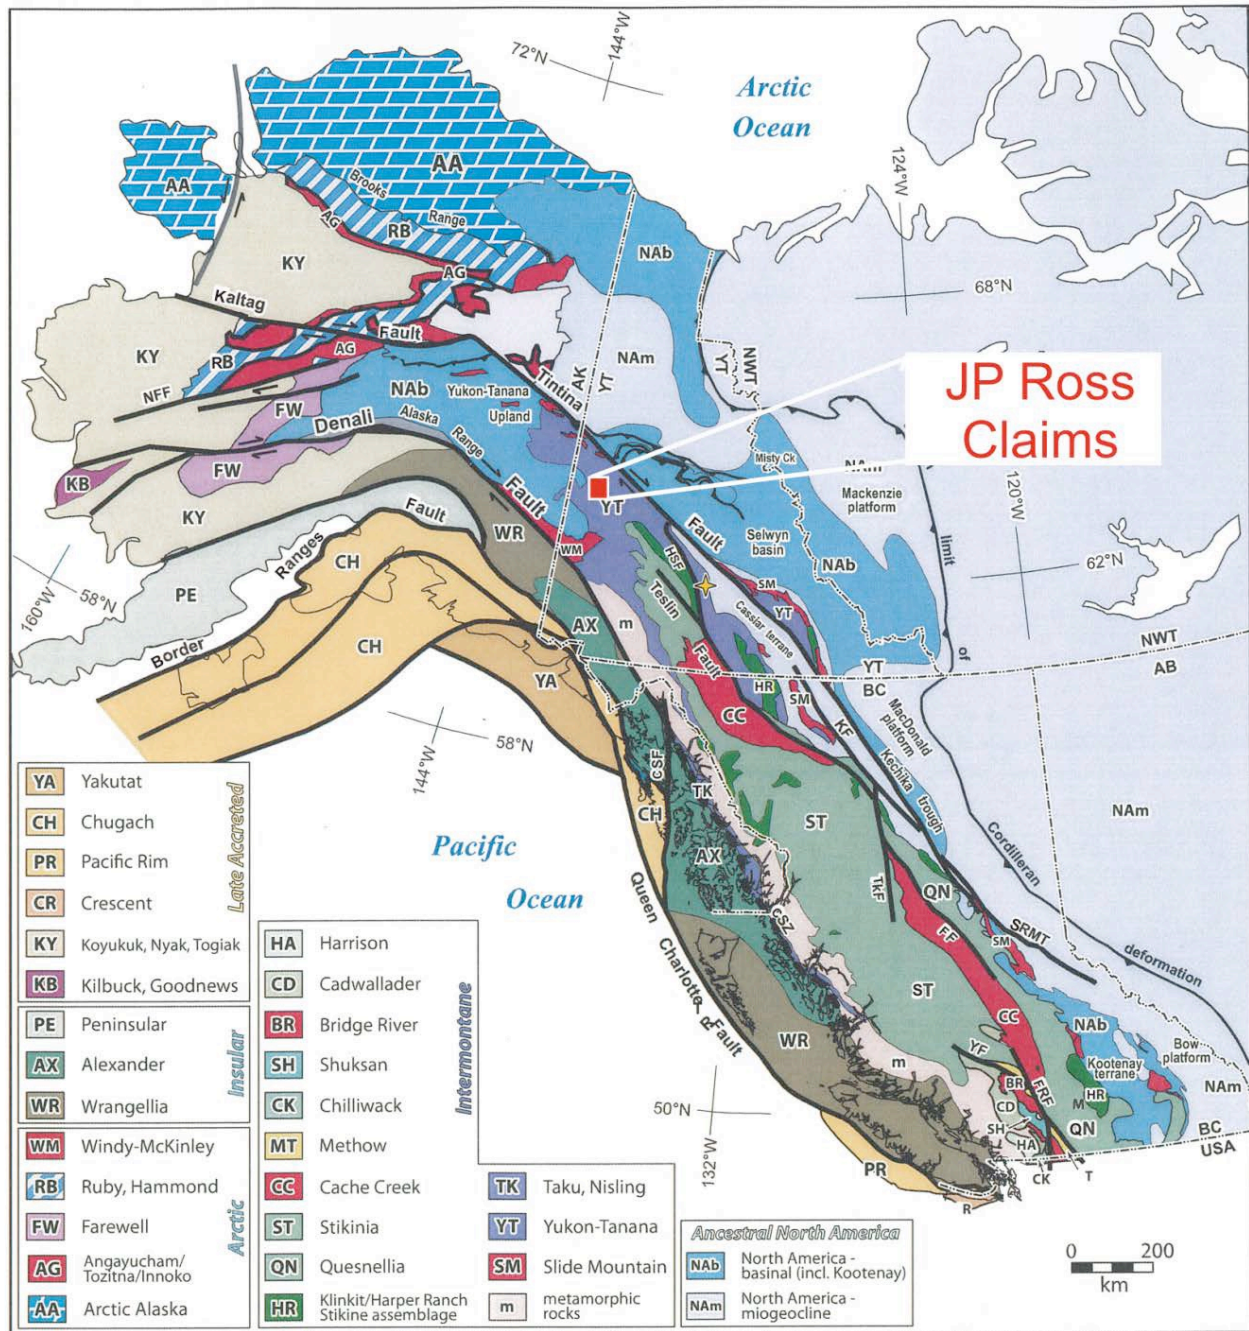 72°N
144°W
Arctic
Ocean
124°W
AA
AA
Brooks
Range
AG
RB
NAb
KY
AG
68°N
Kaltag
Fault
KY
RB
AG
NFF
NAb
Yukon-Tanana
Upland
Tintina
AK
YT
NAm
NWT
YT
JP Ross
Claims
FW
Denali
Alaska
Range
Misty Ck
NAm
Mackenzie
platform
120°W
KB
FW
Fault
YT
KY
Fault
WR
WM
HSF
Fault
Selwyn
basin
NAb
limit
62°N
160°W
58°N
PE
Ranges
CH
SM
YT
Teslin
Cassiar terrane
AX
m
Border
CH
YA
Fault
HR
SM
YT
BC
of
NWT
AB
CC
KF
MacDonald
platform
Kechika
trough
58°N
144°W
CSF
CH
TK
ST
NAm
Pacific
Ocean
AX
Cordilleran
QN
TkF
Queen
Charlotte
Fault
R
CSZ
FF
SM
SRMT
deformation
ST
WR
CC
NAb
Kootenay
terrane
Bow
platform
NAm
m
YF
BR
CD
FRF
HR
M
QN
50°N
132°W
SH
HA
BC
USA
PR
CK
T
R
YA Yakutat
CH Chugach
PR Pacific Rim
CR Crescent
KY Koyukuk, Nyak, Togiak
KB Kilbuck, Goodnews
Late Accreted
PE Peninsular
AX Alexander
WR Wrangellia
Insular
WM Windy-McKinley
RB Ruby, Hammond
FW Farewell
AG Angayucham/
Tozitna/Innoko
AA Arctic Alaska
Arctic
HA Harrison
CD Cadwallader
BR Bridge River
SH Shuksan
CK Chilliwack
MT Methow
CC Cache Creek
ST Stikinia
QN Quesnellia
HR Klinkit/Harper Ranch
Stikine assemblage
Intermontane
TK Taku, Nisling
YT Yukon-Tanana
SM Slide Mountain
m metamorphic
rocks
Ancestral North America
NAb North America -
basinal (incl. Kootenay)
NAm North America -
miogeocline
0 200
km